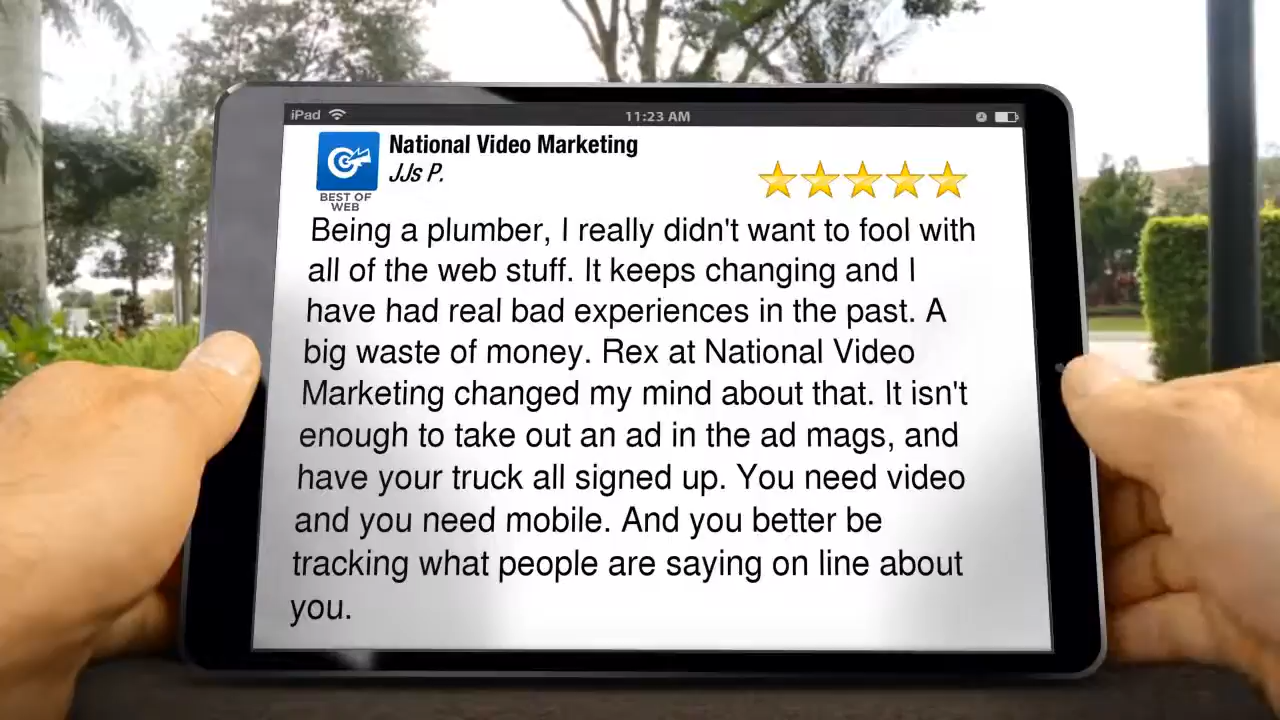 iPad 11:23 AM
National Video Marketing
JJs P.
BEST OF
WEB
Being a plumber, I really didn't want to fool with
all of the web stuff. It keeps changing and I
have had real bad experiences in the past. A
big waste of money. Rex at National Video
Marketing changed my mind about that. It isn't
enough to take out an ad in the ad mags, and
have your truck all signed up. You need video
and you need mobile. And you better be
tracking what people are saying on line about
you.